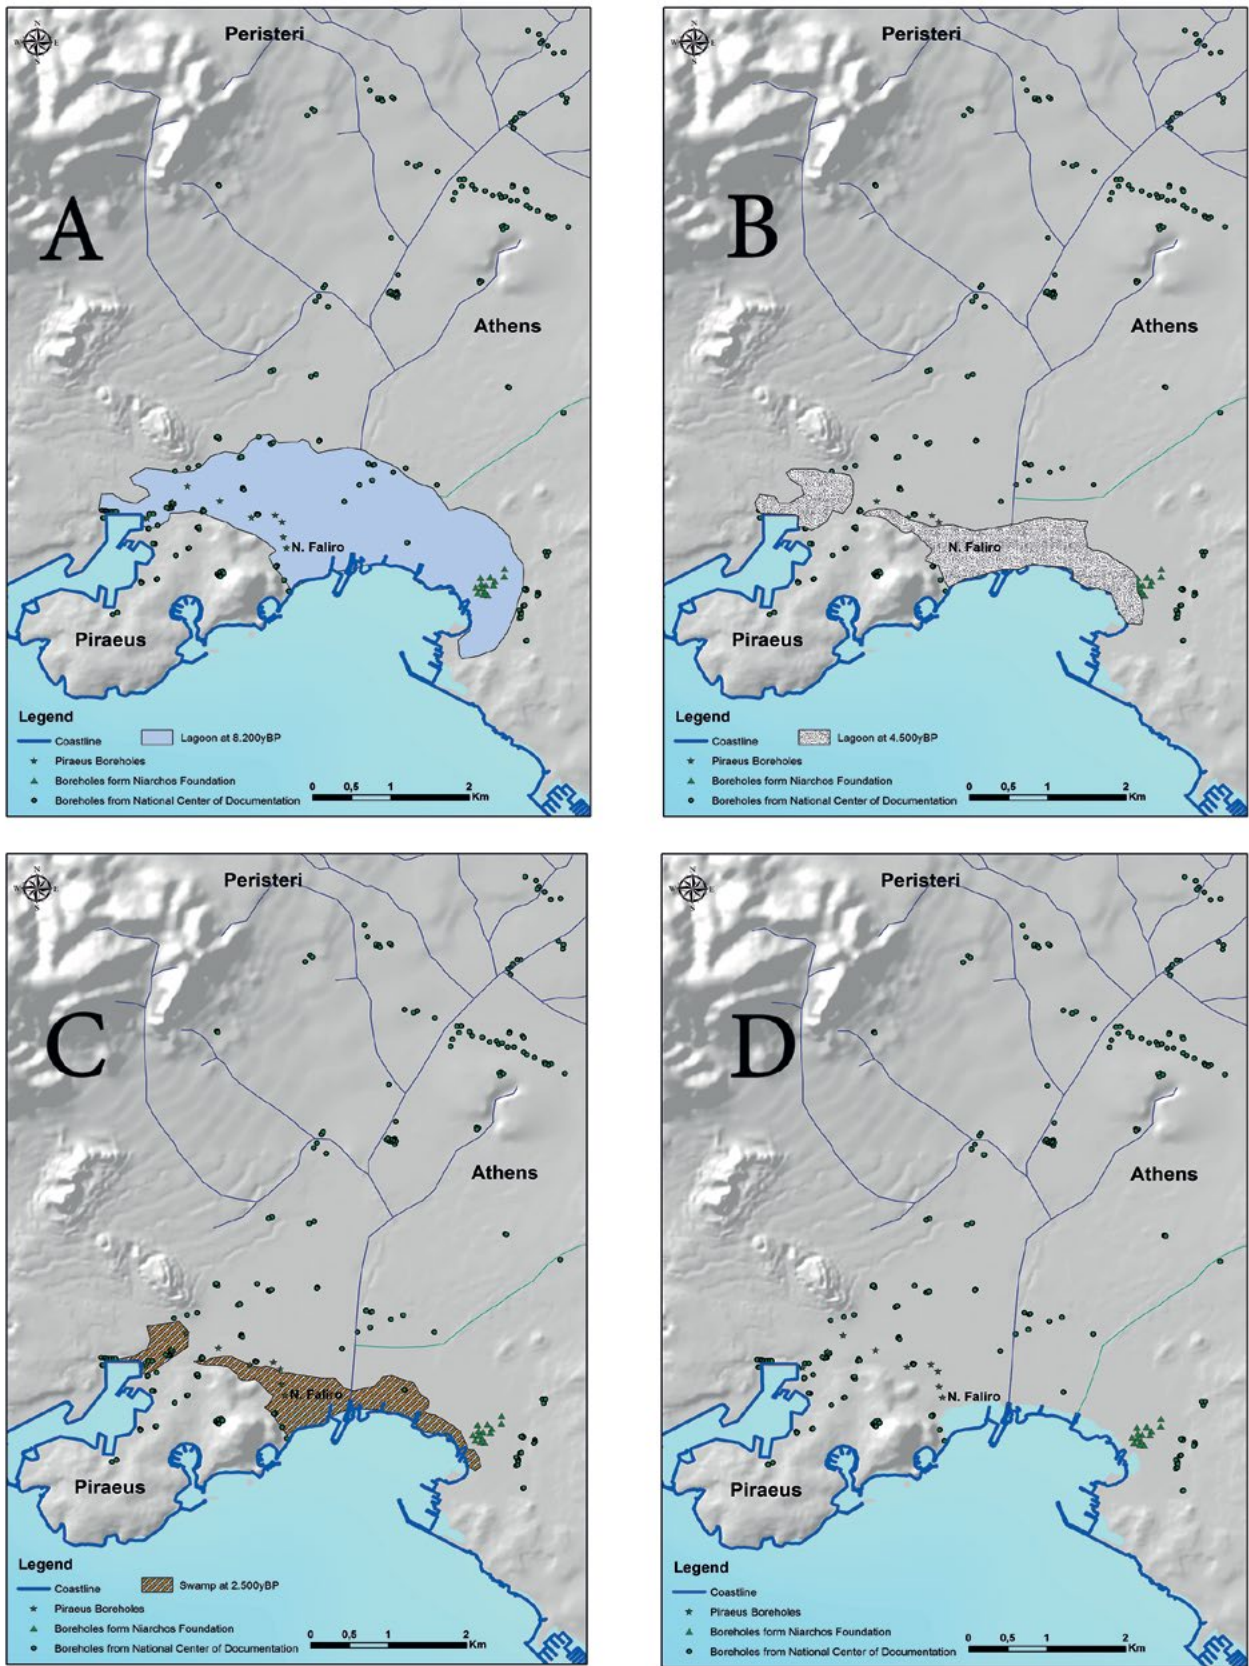 N
W E
S
Peristeri
A
Athens
N. Faliro
Piraeus
Legend
Coastline
Lagoon at 8.200yBP
Piraeus Boreholes
Boreholes form Niarchos Foundation
Boreholes from National Center of Documentation
0 0,5 1 2
Km
N
W E
S
Peristeri
B
Athens
N. Faliro
Piraeus
Legend
Coastline
Lagoon at 4.500yBP
Piraeus Boreholes
Boreholes form Niarchos Foundation
Boreholes from National Center of Documentation
0 0,5 1 2
Km
N
W E
S
Peristeri
C
Athens
N. Faliro
Piraeus
Legend
Coastline
Swamp at 2.500yBP
Piraeus Boreholes
Boreholes form Niarchos Foundation
Boreholes from National Center of Documentation
0 0,5 1 2
Km
N
W E
S
Peristeri
D
Athens
N. Faliro
Piraeus
Legend
Coastline
Piraeus Boreholes
Boreholes form Niarchos Foundation
Boreholes from National Center of Documentation
0 0,5 1 2
Km